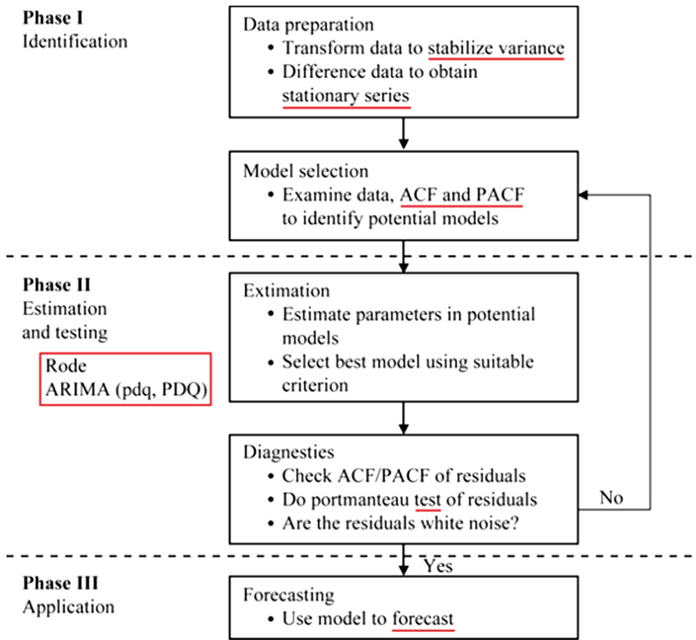 Phase I
Identification
Data preparation
• Transform data to stabilize variance
• Difference data to obtain
stationary series
Model selection
• Examine data, ACF and PACF
to identify potential models
Phase II
Estimation
and testing
Rode
ARIMA (pdq, PDQ)
Extimation
• Estimate parameters in potential
models
• Select best model using suitable
criterion
Diagnesties
• Check ACF/PACF of residuals
• Do portmanteau test of residuals
• Are the residuals white noise?
No
Yes
Phase III
Application
Forecasting
• Use model to forecast